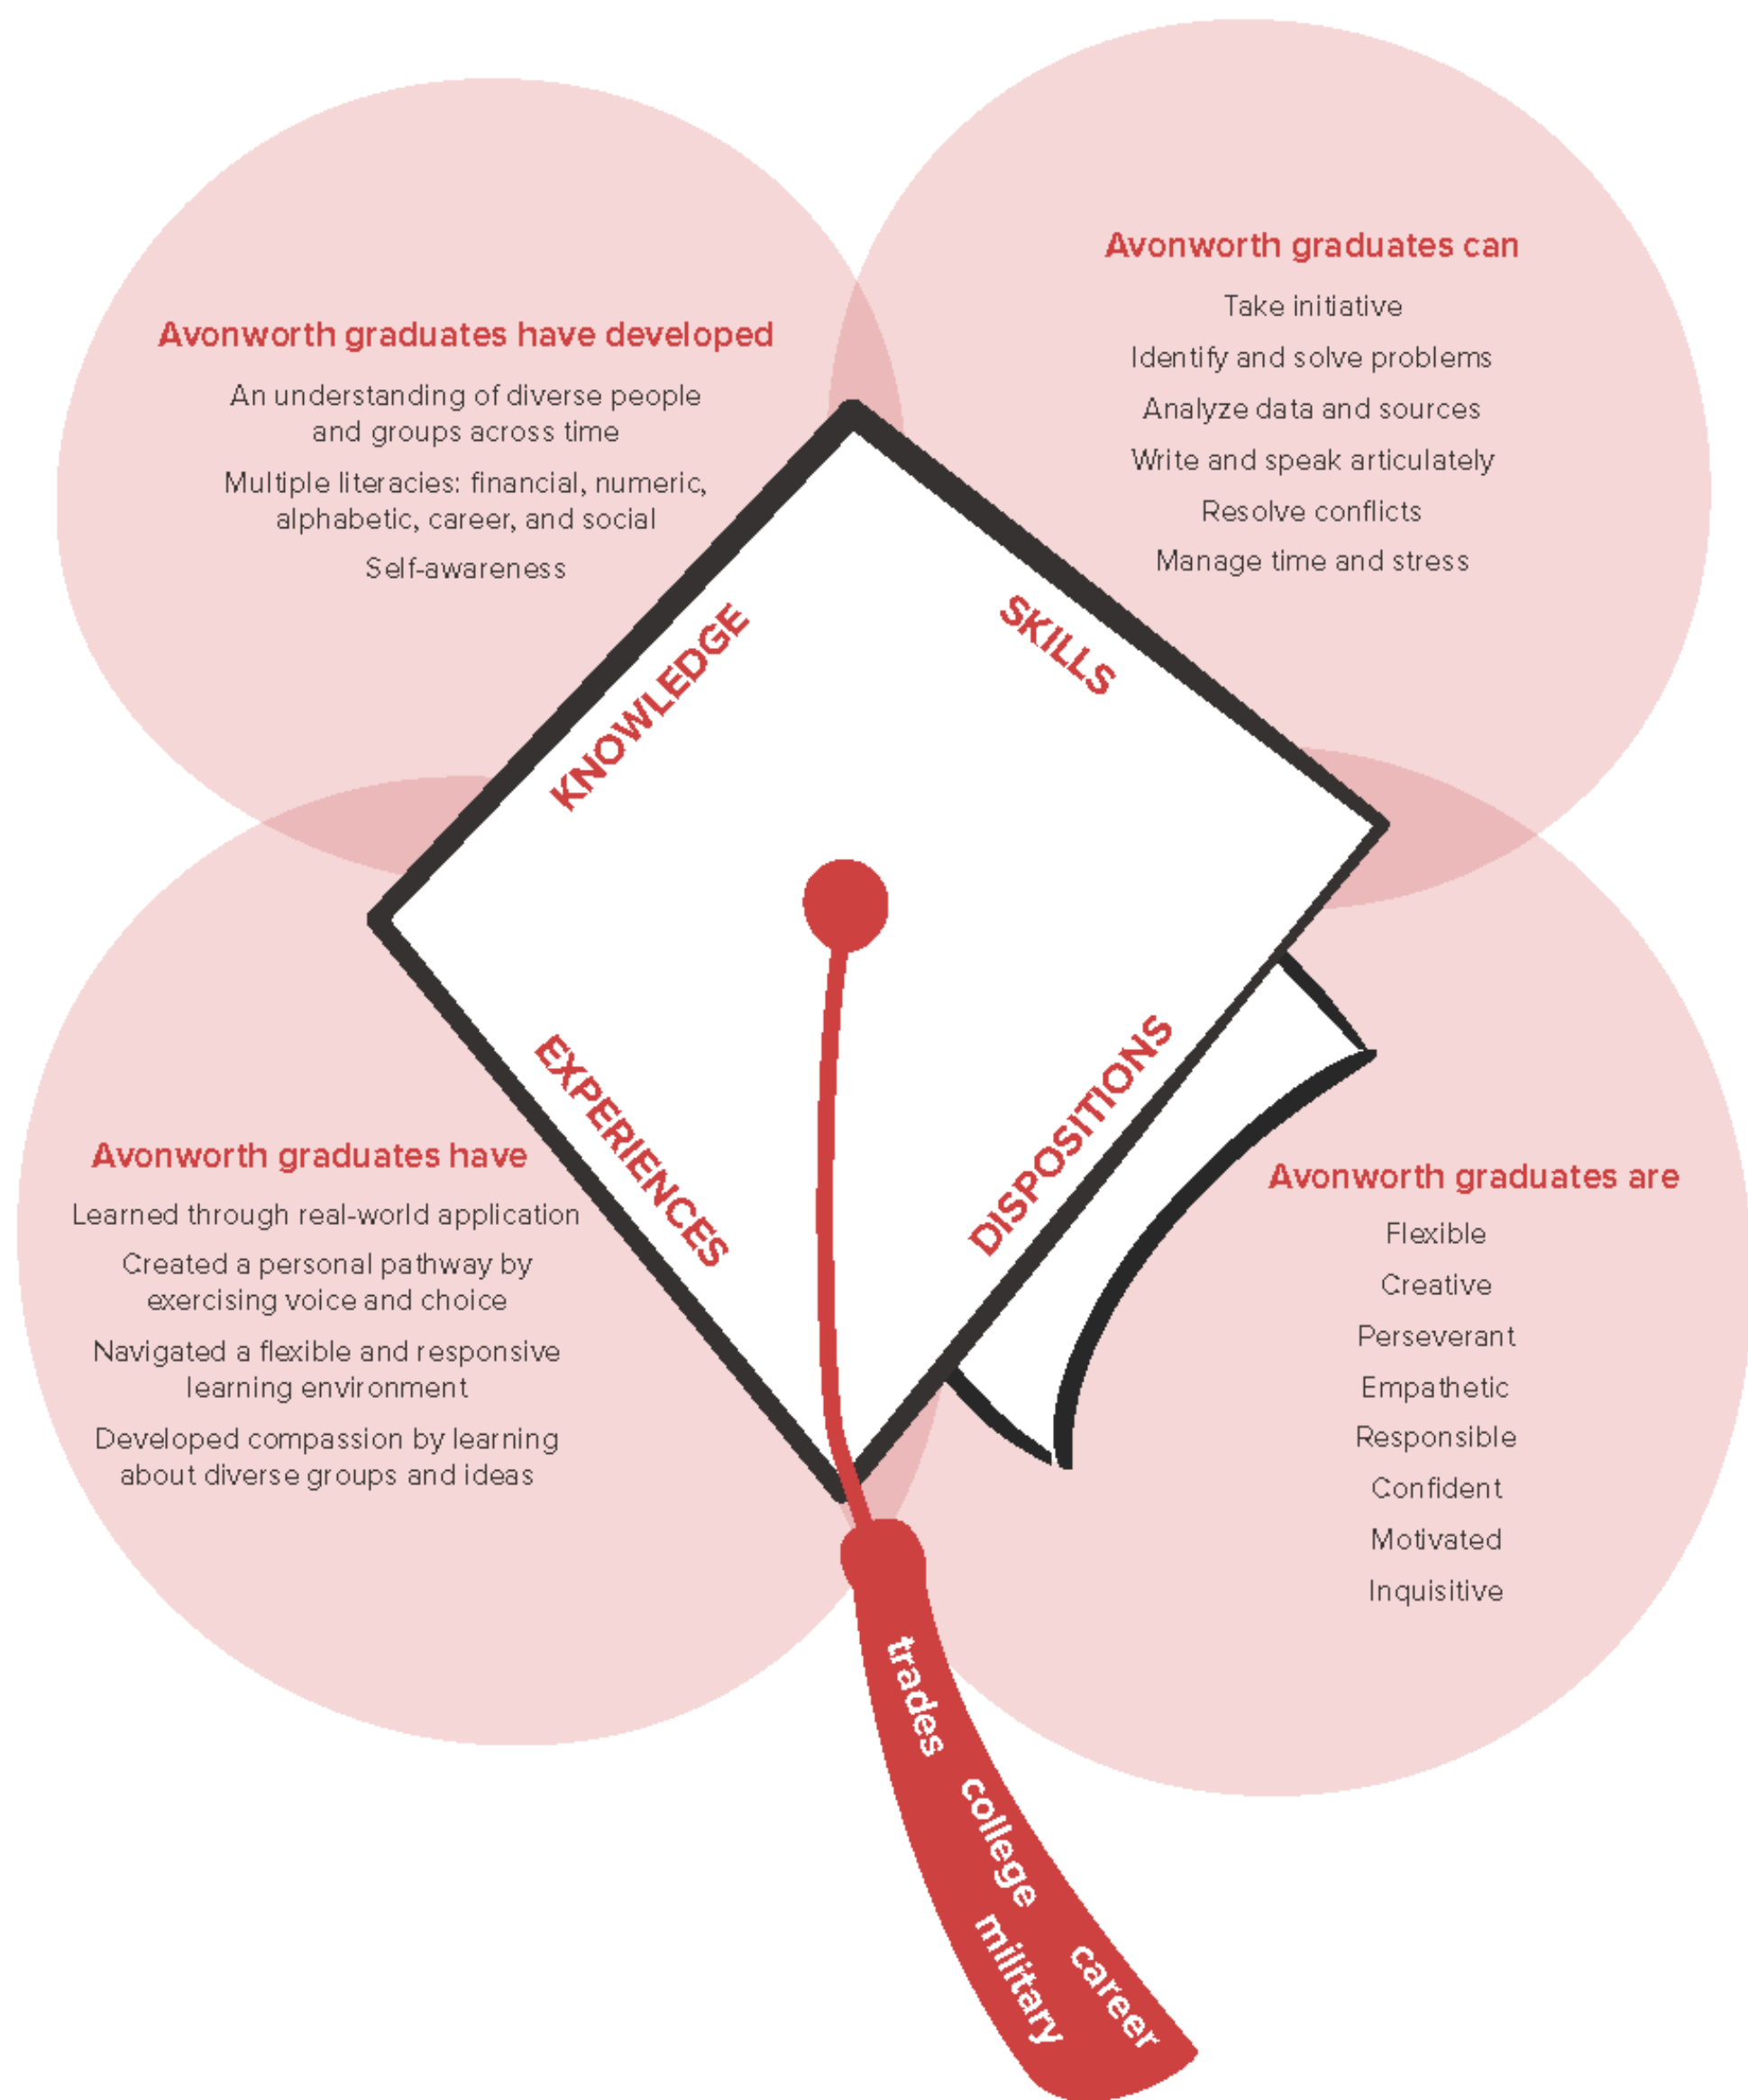 Avonworth graduates have developed
An understanding of diverse people
and groups across time
Multiple literacies: financial, numeric,
alphabetic, career, and social
Self-awareness
KNOWLEDGE
Avonworth graduates can
Take initiative
Identify and solve problems
Analyze data and sources
Write and speak articulately
Resolve conflicts
Manage time and stress
SKILLS
Avonworth graduates have
Learned through real-world application
Created a personal pathway by
exercising voice and choice
Navigated a flexible and responsive
learning environment
Developed compassion by learning
about diverse groups and ideas
EXPERIENCES
Avonworth graduates are
Flexible
Creative
Perseverant
Empathetic
Responsible
Confident
Motivated
Inquisitive
DISPOSITIONS
trades
college
military
career